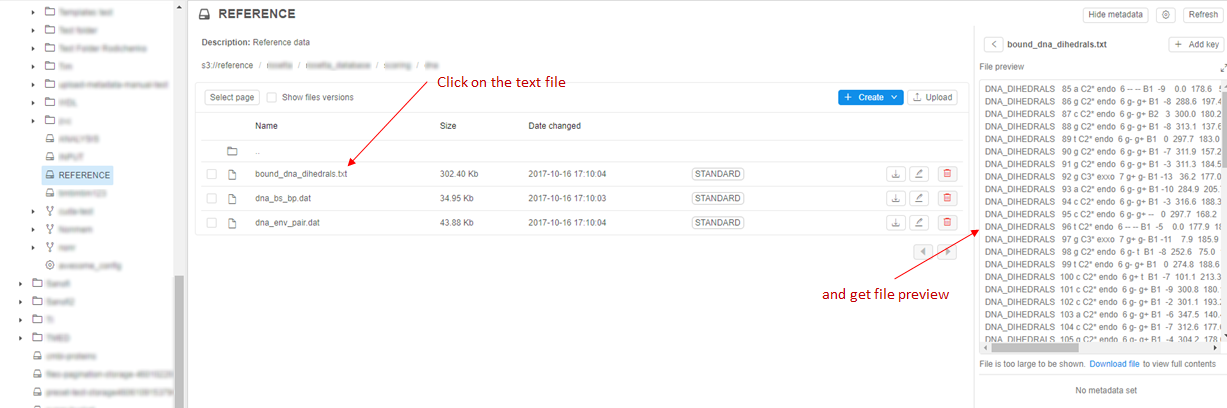 REFERENCE
Hide metadata
Refresh
Description: Reference data
s3://reference / / / /
Click on the text file
Select page
Show files versions
+ Create
Upload
Name Size Date changed
..
bound_dna_dihedrals.txt 302.40 Kb 2017-10-16 17:10:04 STANDARD
dna_bs_bp.dat 34.95 Kb 2017-10-16 17:10:03 STANDARD
dna_env_pair.dat 43.88 Kb 2017-10-16 17:10:04 STANDARD
and get file preview
ANALYSIS
INPUT
REFERENCE
bound_dna_dihedrals.txt
+ Add key
File preview
DNA_DIHEDRALS 85 a C2* endo 6 -- -- B1 -9 0.0 178.6
DNA_DIHEDRALS 86 g C2* endo 6 g- g+ B1 -8 288.6 197.4
DNA_DIHEDRALS 87 g C2* endo 6 g- g+ B2 3 300.0 180.2
DNA_DIHEDRALS 88 g C2* endo 6 g- g+ B1 -8 313.1 137.6
DNA_DIHEDRALS 89 t C2* endo 6 g- g+ B1 0 297.7 183.0
DNA_DIHEDRALS 90 g C2* endo 6 g- g+ B1 -7 311.9 157.2
DNA_DIHEDRALS 91 g C2* endo 6 g- g+ B1 -3 311.3 184.5
DNA_DIHEDRALS 92 g C3* exxo 7 g+ g- B1 -13 36.2 177.0
DNA_DIHEDRALS 93 a C2* endo 6 g- g+ B1 -10 284.9 205.
DNA_DIHEDRALS 94 c C2* endo 6 g- g+ B1 -3 316.6 188.3
DNA_DIHEDRALS 95 c C2* endo 6 g- g+ -- 0 297.7 168.2
DNA_DIHEDRALS 96 t C2* endo 6 -- -- B1 -5 0.0 177.9
DNA_DIHEDRALS 97 g C3* exxo 7 g+ g- B1 -11 7.9 185.9
DNA_DIHEDRALS 98 g C2* endo 6 g- t B1 -8 252.6 75.0
DNA_DIHEDRALS 99 t C2* endo 6 g- g+ B1 0 274.8 188.6
DNA_DIHEDRALS 100 c C2* endo 6 g+ t B1 -7 101.1 213.3
DNA_DIHEDRALS 101 c C2* endo 6 g- g+ B1 -9 300.8 180.
DNA_DIHEDRALS 102 c C2* endo 6 g- g+ B1 -2 301.1 193.2
DNA_DIHEDRALS 103 a C2* endo 6 g- g+ B1 -6 347.5 140.
DNA_DIHEDRALS 104 c C2* endo 6 g- g+ B1 -7 312.6 177.
DNA_DIHEDRALS 105 g C2* endo 6 g- g+ B1 -4 304.2 178.
File is too large to be shown. Download file to view full contents
No metadata set